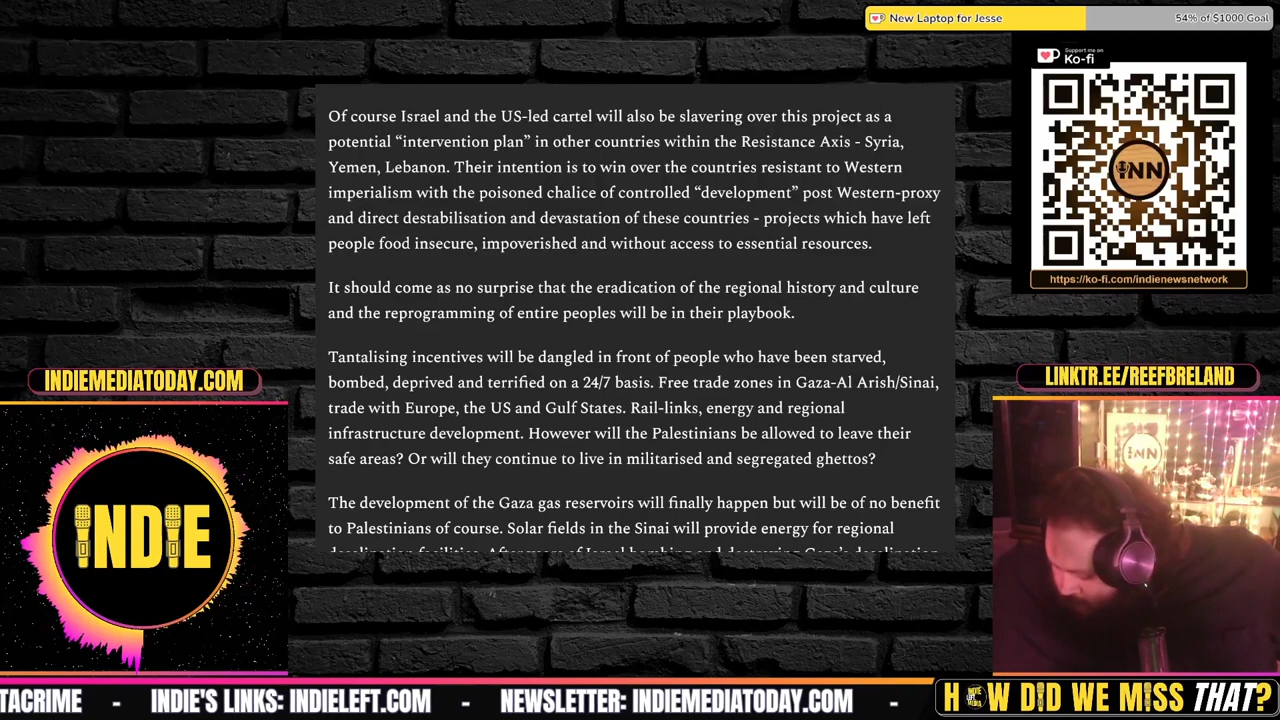 New Laptop for Jesse
54% of $1000 Goal
Support me on
Ko-fi
INN
https://ko-fi.com/indienewsnetwork
Of course Israel and the US-led cartel will also be slavering over this project as a
potential “intervention plan” in other countries within the Resistance Axis - Syria,
Yemen, Lebanon. Their intention is to win over the countries resistant to Western
imperialism with the poisoned chalice of controlled “development” post Western-proxy
and direct destabilisation and devastation of these countries - projects which have left
people food insecure, impoverished and without access to essential resources.
It should come as no surprise that the eradication of the regional history and culture
and the reprogramming of entire peoples will be in their playbook.
Tantalising incentives will be dangled in front of people who have been starved,
bombed, deprived and terrified on a 24/7 basis. Free trade zones in Gaza-Al Arish/Sinai,
trade with Europe, the US and Gulf States. Rail-links, energy and regional
infrastructure development. However will the Palestinians be allowed to leave their
safe areas? Or will they continue to live in militarised and segregated ghettos?
The development of the Gaza gas reservoirs will finally happen but will be of no benefit
to Palestinians of course. Solar fields in the Sinai will provide energy for regional
INDIEMEDIATODAY.COM
INDIE
LINKTR.EE/REEFBRELAND
INN
TACRIME - INDIE'S LINKS: INDIELEFT.COM - NEWSLETTER: INDIEMEDIATODAY.COM -
HOW DID WE MISS THAT?